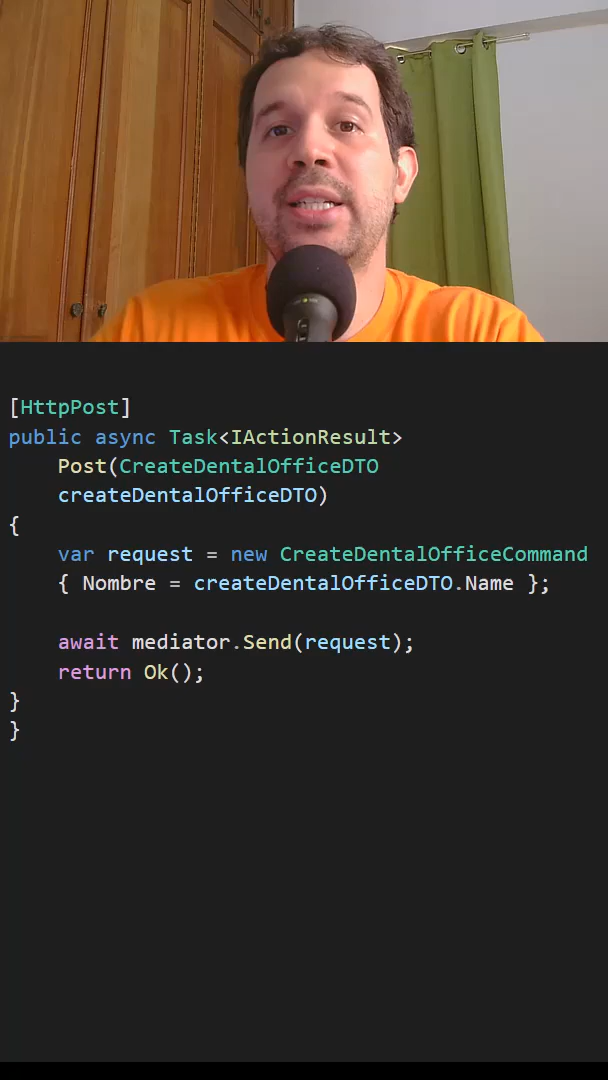 [HttpPost]
public async Task<IActionResult>
Post(CreateDentalOfficeDTO
createDentalOfficeDTO)
{
var request = new CreateDentalOfficeCommand
{ Nombre = createDentalOfficeDTO.Name };
await mediator.Send(request);
return Ok();
}
}